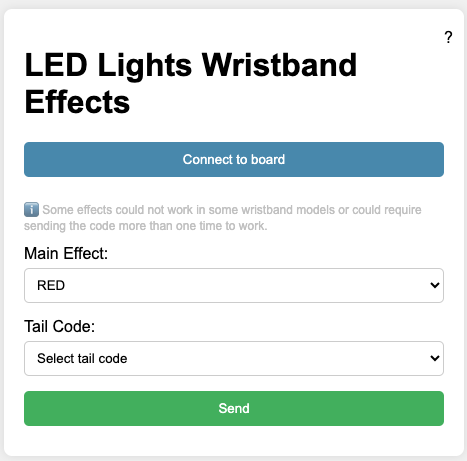 ?
LED Lights Wristband
Effects
Connect to board
ℹ️ Some effects could not work in some wristband models or could require
sending the code more than one time to work.
Main Effect:
RED
Tail Code:
Select tail code
Send